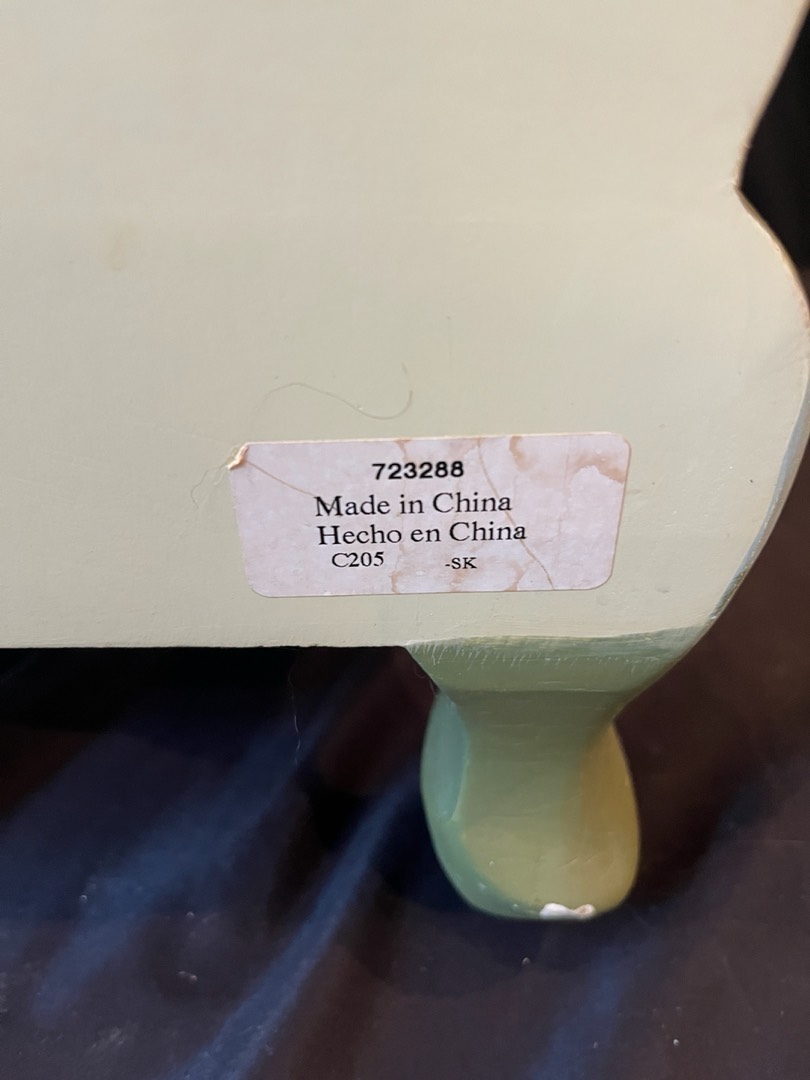 723288
Made in China
Hecho en China
C205 -SK